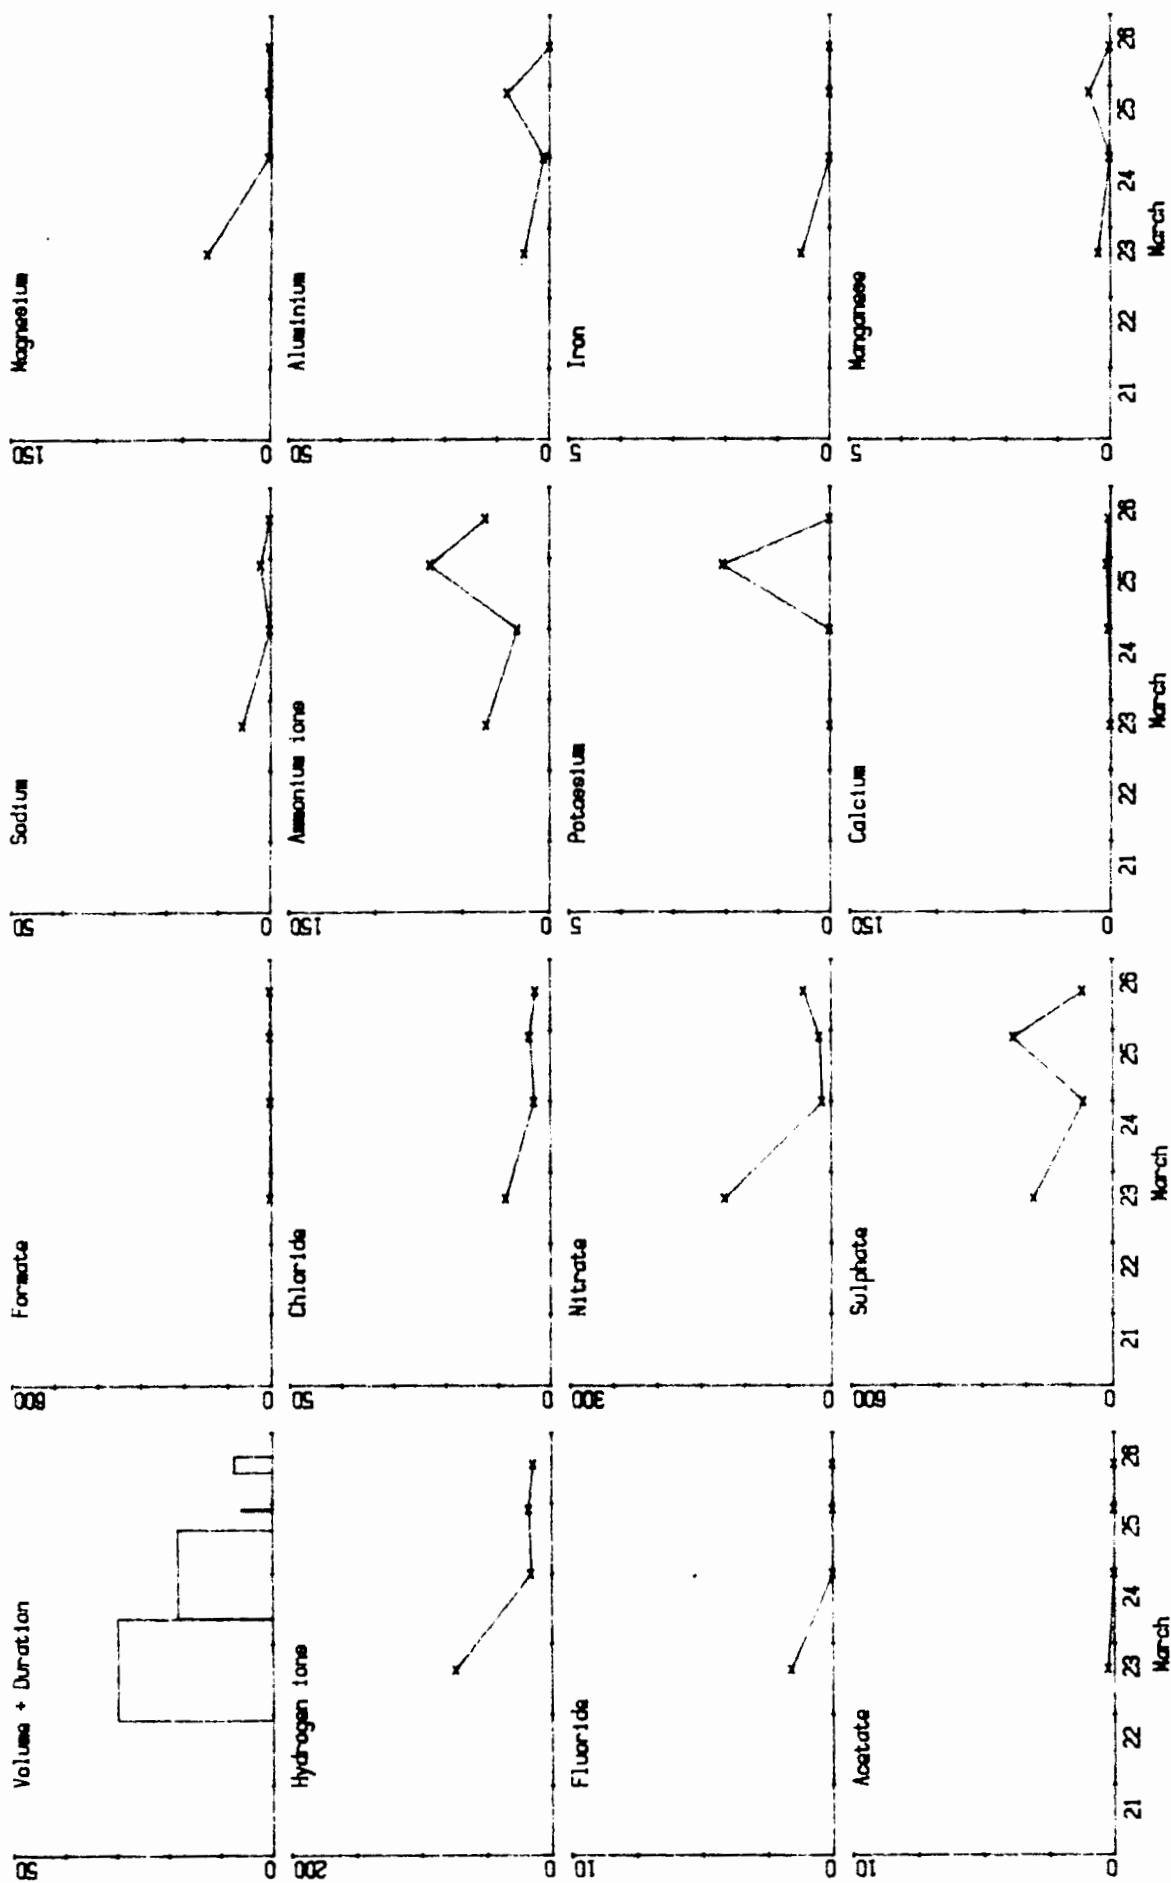 Volume + Duration
50
0
Formate
600
0
Sodium
50
0
Magnesium
150
0
Hydrogen ions
200
0
Chloride
50
0
Ammonium ions
150
0
Aluminium
50
0
Fluoride
10
0
Nitrate
300
0
Potassium
5
0
Iron
5
0
Acetate
10
0
21 22 23 24 25 26
March
Sulphate
600
0
21 22 23 24 25 26
March
Calcium
150
0
21 22 23 24 25 26
March
Manganese
5
0
21 22 23 24 25 26
March